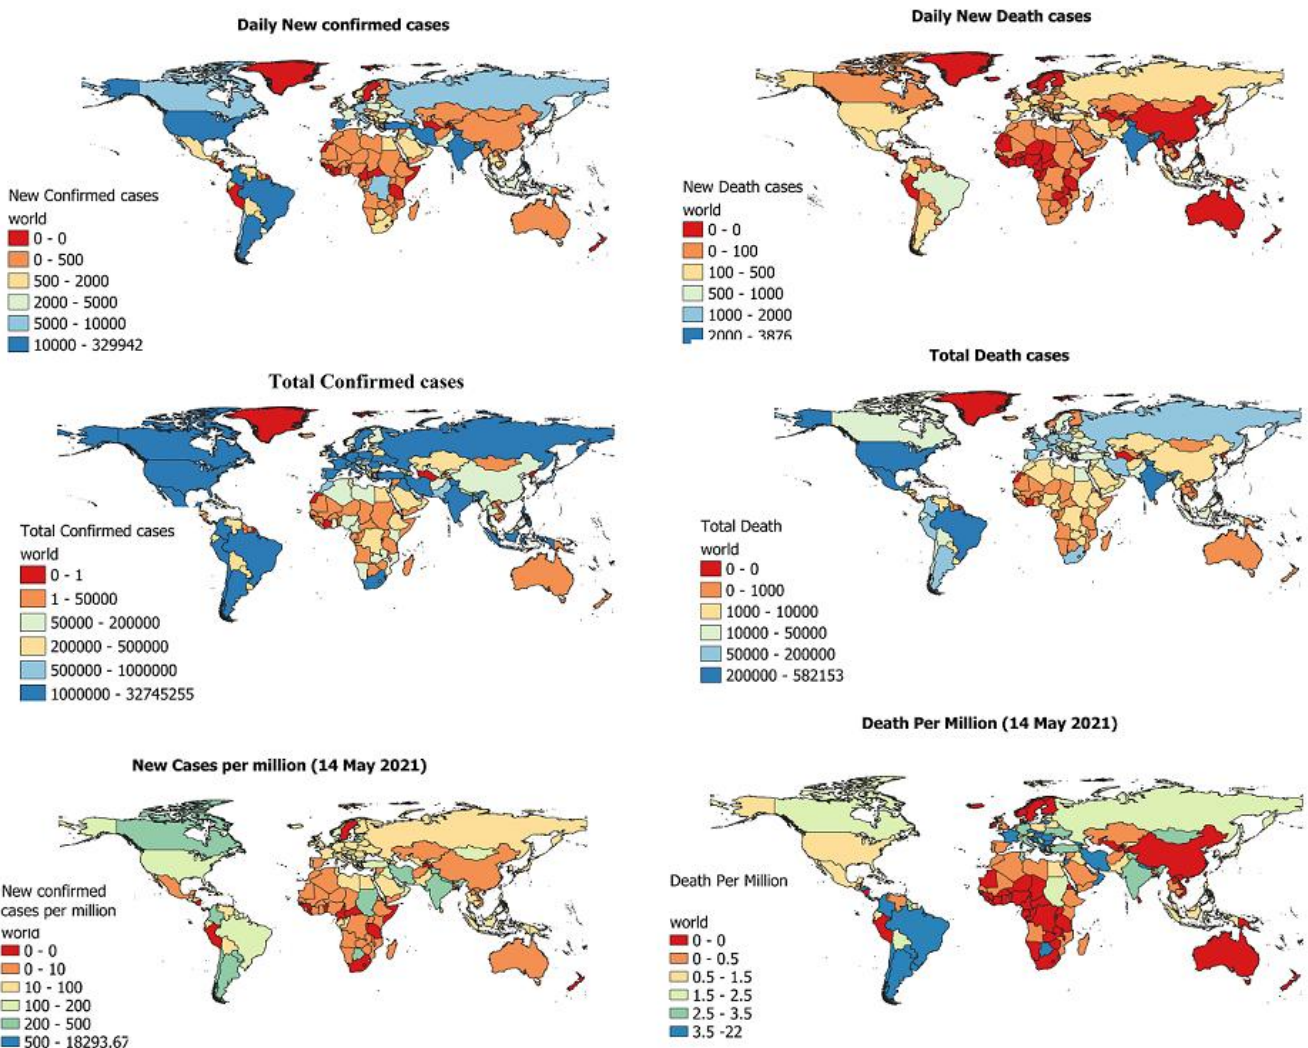 Daily New confirmed cases
New Confirmed cases
world
0 - 0
0 - 500
500 - 2000
2000 - 5000
5000 - 10000
10000 - 329942
Daily New Death cases
New Death cases
world
0 - 0
0 - 100
100 - 500
500 - 1000
1000 - 2000
2000 - 3876
Total Confirmed cases
Total Confirmed cases
world
0 - 1
1 - 50000
50000 - 200000
200000 - 500000
500000 - 1000000
1000000 - 32745255
Total Death cases
Total Death
world
0 - 0
0 - 1000
1000 - 10000
10000 - 50000
50000 - 200000
200000 - 582153
New Cases per million (14 May 2021)
New confirmed
cases per million
world
0 - 0
0 - 10
10 - 100
100 - 200
200 - 500
500 - 18293.67
Death Per Million (14 May 2021)
Death Per Million
world
0 - 0
0 - 0.5
0.5 - 1.5
1.5 - 2.5
2.5 - 3.5
3.5 -22